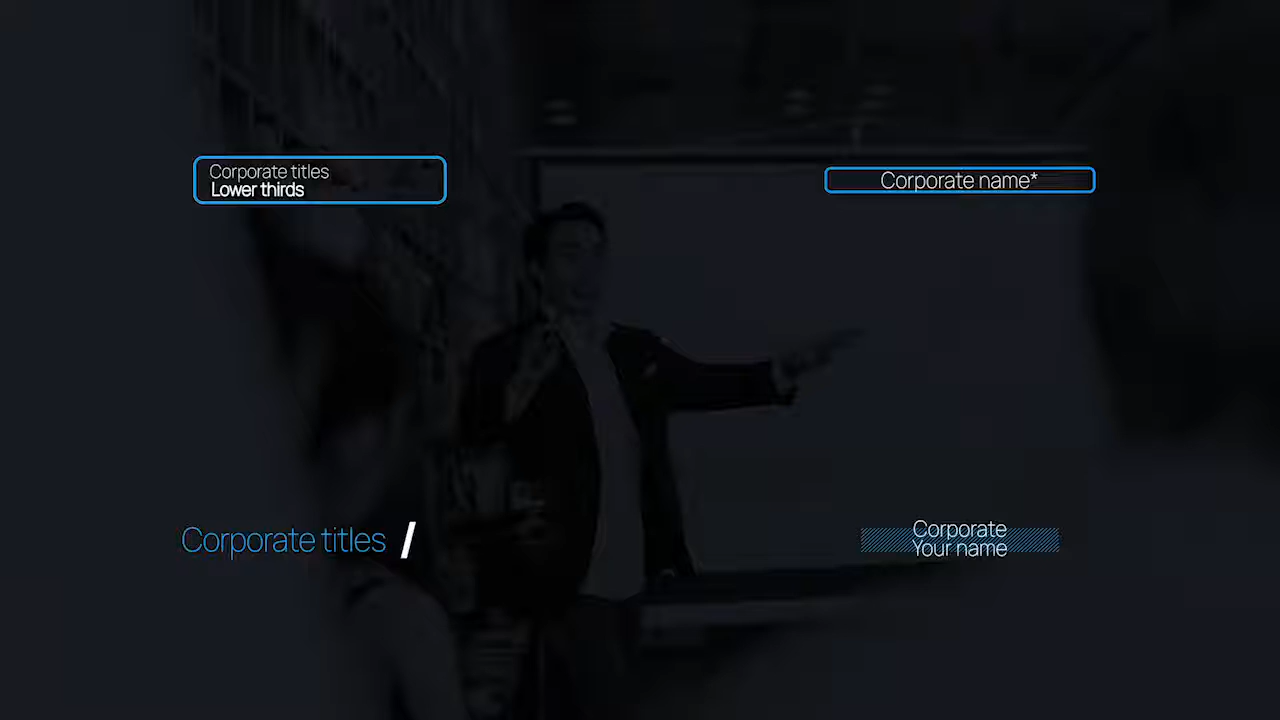 Corporate titles
Lower thirds
Corporate name*
Corporate titles /
Corporate
Your name